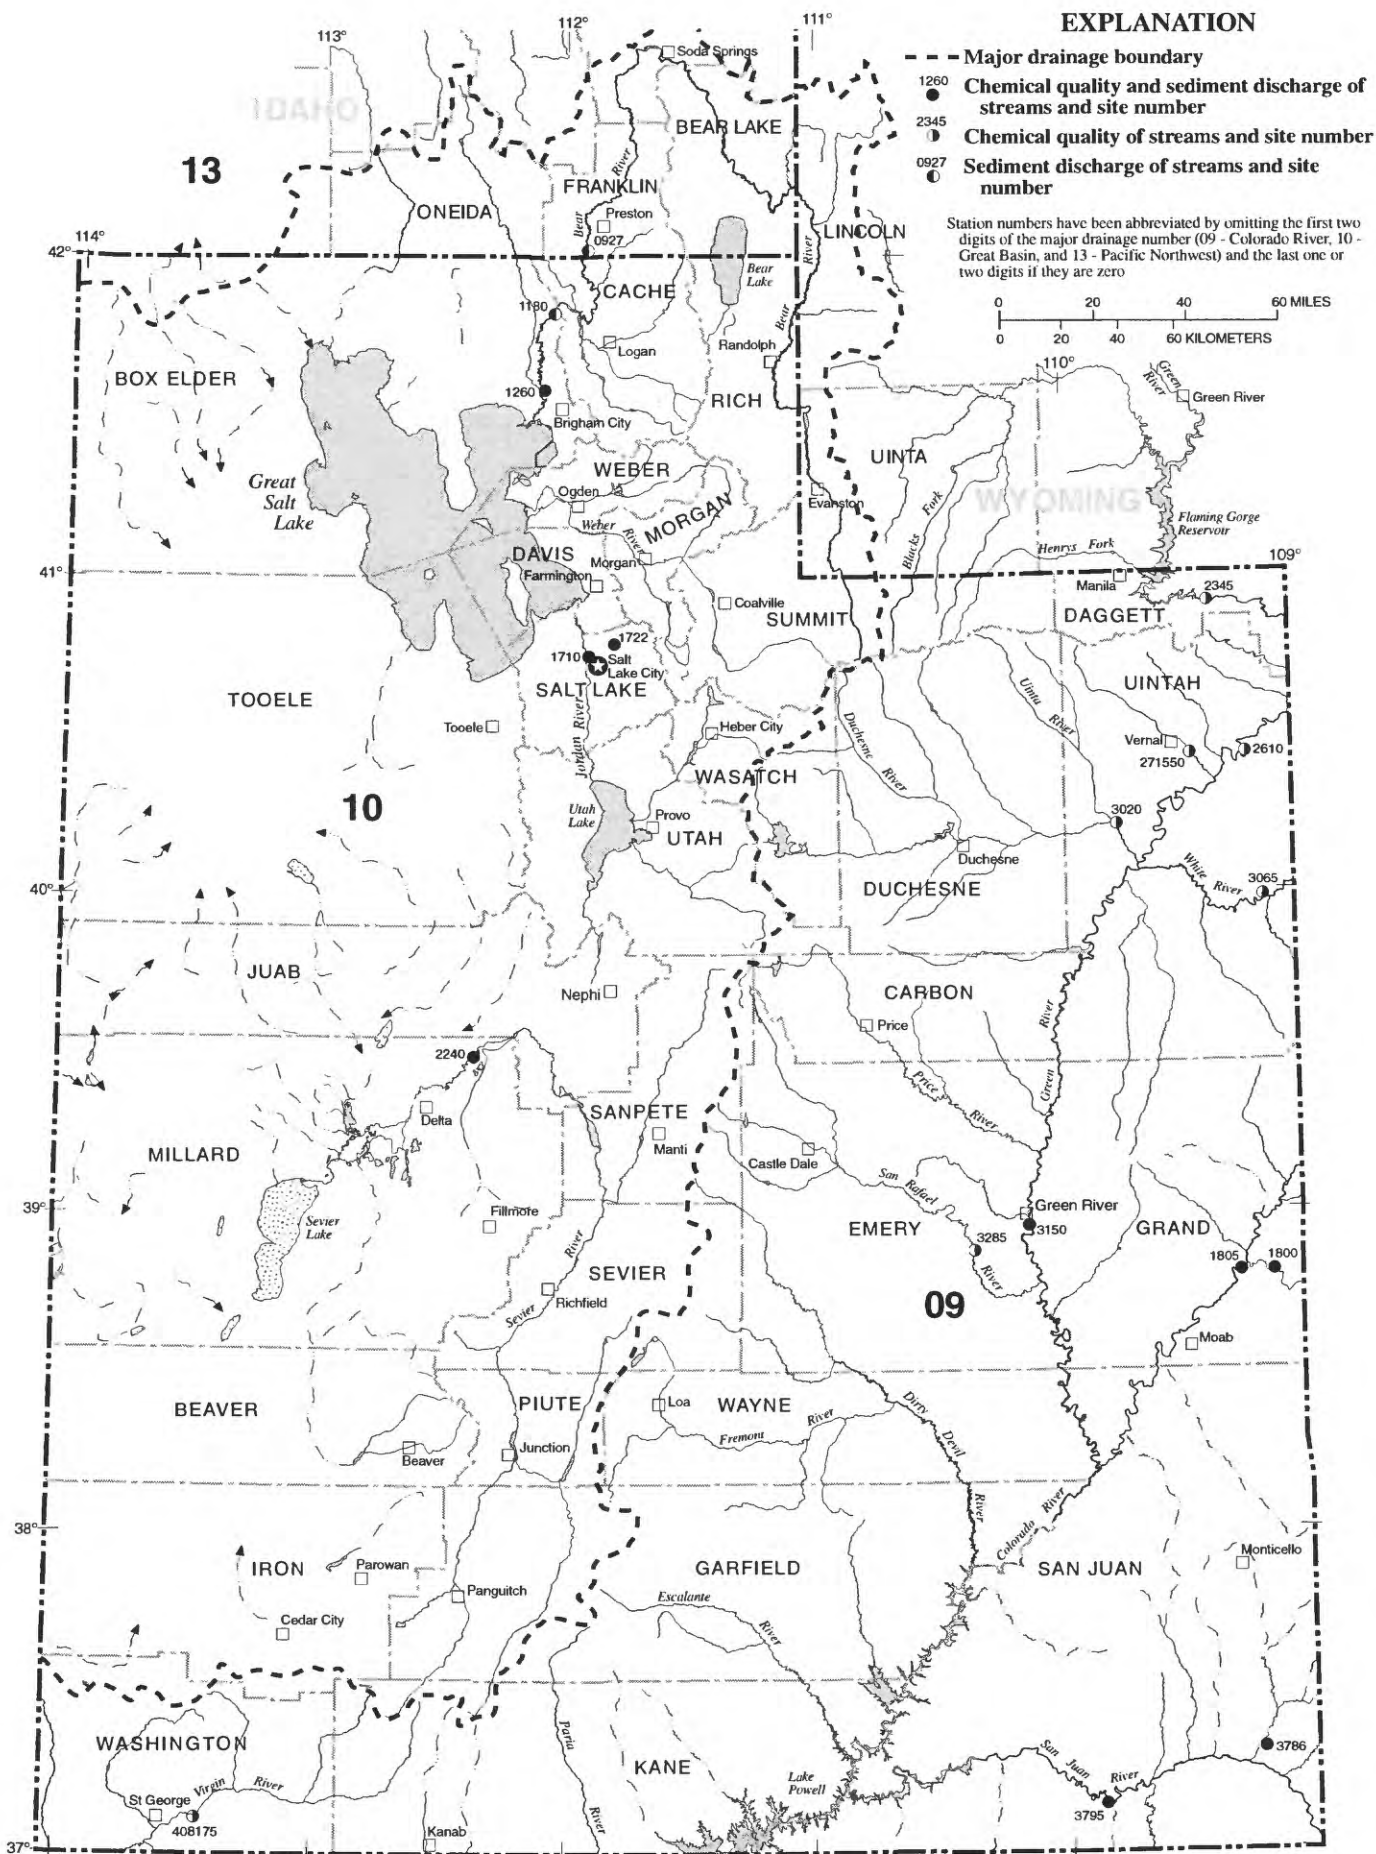 EXPLANATION
Major drainage boundary
1260
Chemical quality and sediment discharge of
streams and site number
2345
Chemical quality of streams and site number
0927
Sediment discharge of streams and site
number
Station numbers have been abbreviated by omitting the first two
digits of the major drainage number (09 - Colorado River, 10 -
Great Basin, and 13 - Pacific Northwest) and the last one or
two digits if they are zero
0 20 40 60 MILES
0 20 40 60 KILOMETERS
113°
112°
111°
Soda Springs
IDAHO
BEAR LAKE
13
River
FRANKLIN
ONEIDA
Preston
Bear
0927
LINCOLN
114°
42°
River
Bear
Lake
CACHE
1180
Bear
Logan
Randolph
110°
BOX ELDER
Green
River
Green River
1260
RICH
Brigham City
UINTA
WEBER
Great
Salt
Lake
Ogden
Evanston
WYOMING
Fork
Weber
River
MORGAN
Flaming Gorge
Reservoir
Blacks
DAVIS
Morgan
Henrys Fork
109°
41°
Farmington
Manila
2345
Coalville
SUMMIT
DAGGETT
1722
1710
Salt
Lake City
SALT LAKE
UINTAH
TOOELE
Uinta
River
Tooele
Jordan River
Heber City
Duchesne
River
Vernal
2610
271550
WASATCH
10
Utah
Lake
Provo
3020
UTAH
Duchesne
White
River
3065
40°
DUCHESNE
JUAB
Nephi
CARBON
Price
River
2240
Price
River
Green
Delta
SANPETE
Manti
MILLARD
Castle Dale
San Rafael
River
39°
Sevier
Lake
Fillmore
Green River
3150
EMERY
GRAND
3285
1805
1800
River
SEVIER
Richfield
Sevier
09
Moab
BEAVER
PIUTE
Loa
WAYNE
Dirty
Devil
River
Fremont
River
Junction
Beaver
38°
Colorado
River
Monticello
IRON
Parowan
GARFIELD
SAN JUAN
Panguitch
Escalante
River
Cedar City
WASHINGTON
Paria
River
KANE
3786
San
Juan
River
Lake
Powell
St George
Virgin
River
408175
3795
Kanab
37°